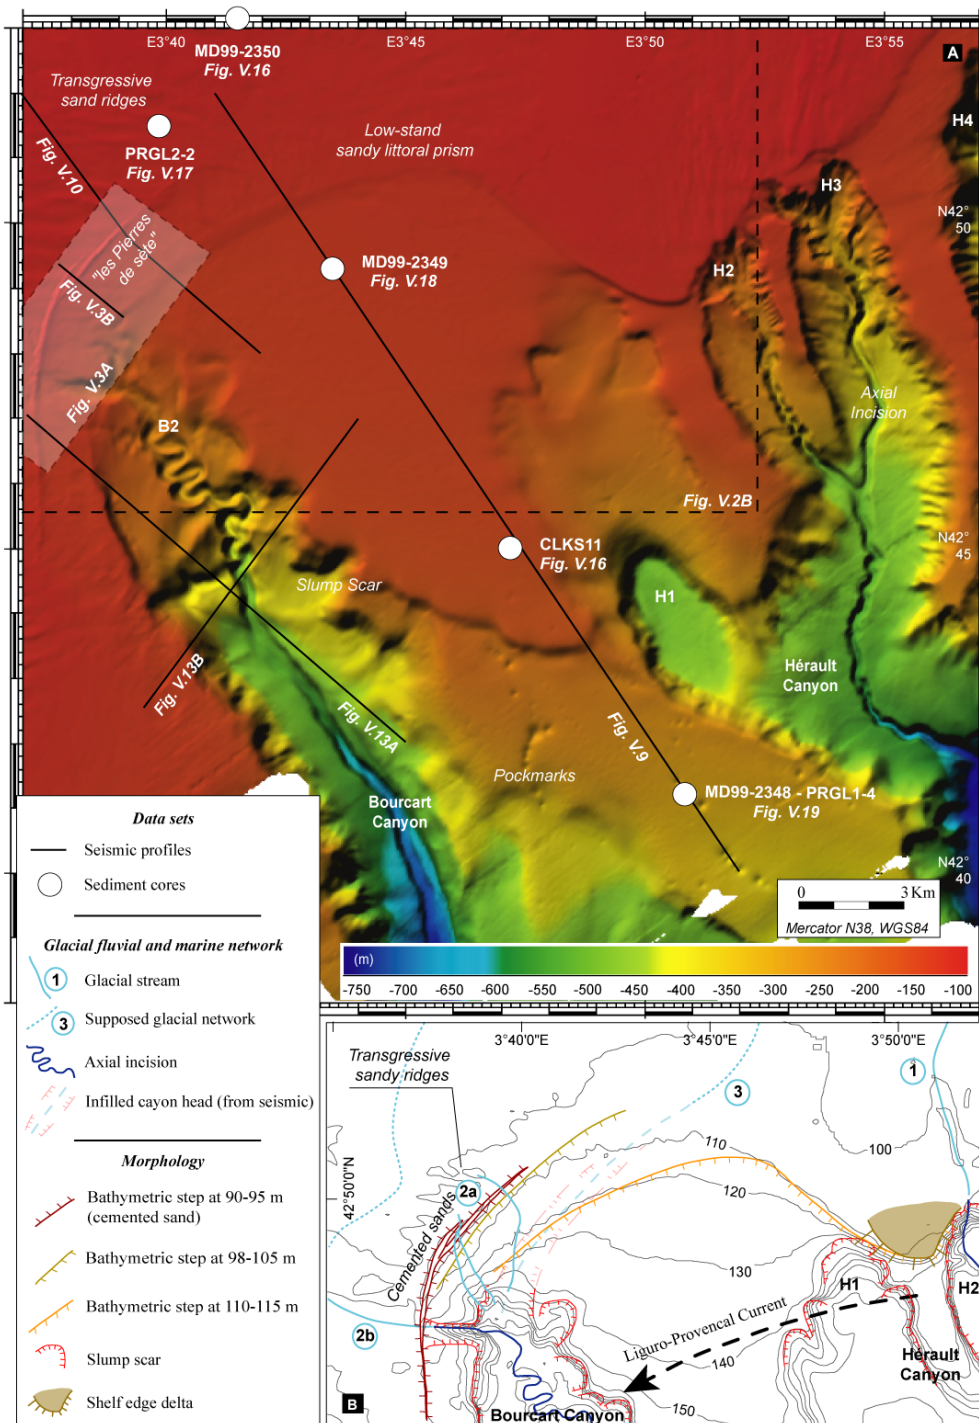 E3°40
E3°45
E3°50
E3°55
A
MD99-2350
Fig. V.16
Transgressive
sand ridges
PRGL2-2
Fig. V.17
Fig. V.10
Low-stand
sandy littoral prism
H4
H3
N42°
50
"les Pierres
de sète"
MD99-2349
Fig. V.18
H2
Fig. V.3B
Fig. V.3A
B2
Axial
Incision
Fig. V.2B
CLKS11
Fig. V.16
N42°
45
Slump Scar
H1
Hérault
Canyon
Fig. V.13B
Fig. V.13A
Fig. V.9
Pockmarks
MD99-2348 - PRGL1-4
Fig. V.19
Bourcart
Canyon
N42°
40
0 3 Km
Mercator N38, WGS84
(m)
-750 -700 -650 -600 -550 -500 -450 -400 -350 -300 -250 -200 -150 -100
Data sets
Seismic profiles
Sediment cores
Glacial fluvial and marine network
1 Glacial stream
3 Supposed glacial network
Axial incision
Infilled cayon head (from seismic)
Morphology
Bathymetric step at 90-95 m
(cemented sand)
Bathymetric step at 98-105 m
Bathymetric step at 110-115 m
Slump scar
Shelf edge delta
3°40'0"E
3°45'0"E
3°50'0"E
Transgressive
sandy ridges
1
3
110
100
42°50'0"N
2a
120
Cemented sands
130
H1
H2
Liguro-Provencal Current
2b
140
Hérault
Canyon
150
B
Bourcart Canyon